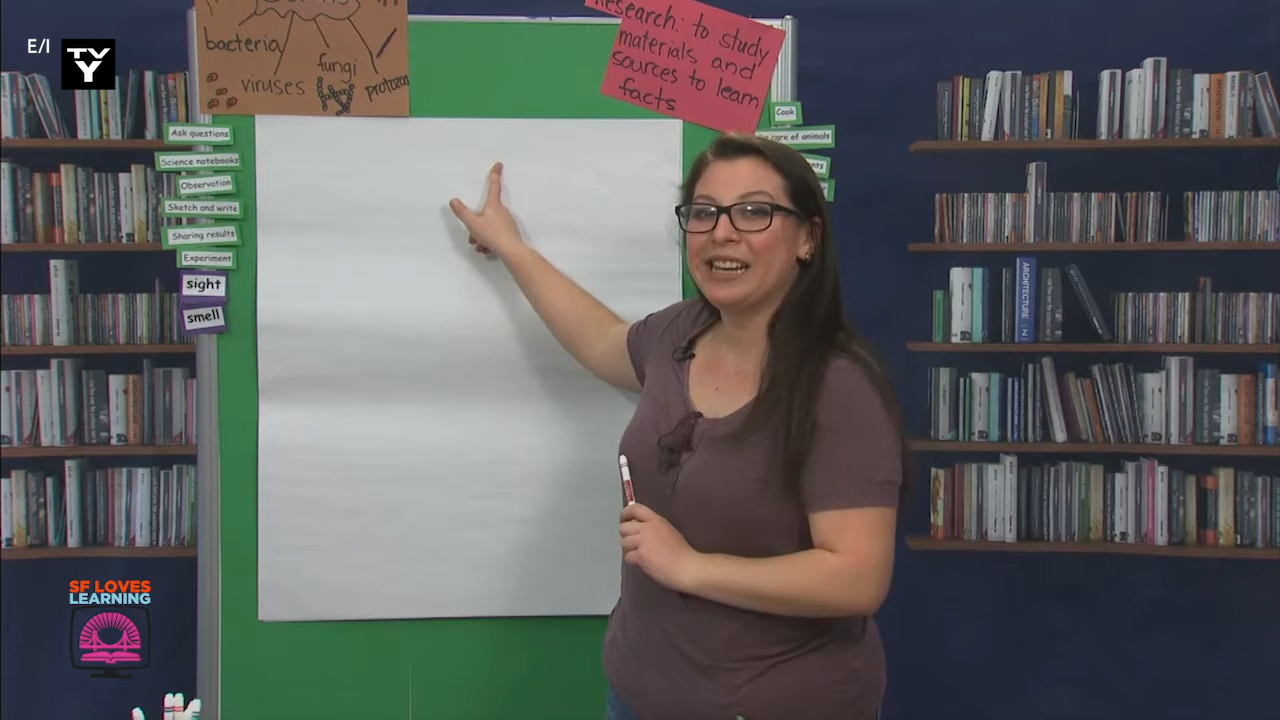 E/I
TV
Y
bacteria
viruses
fungi
protozoa
Research: to study
materials and
sources to learn
facts
Ask questions
Science notebooks
Observation
Sketch and write
Sharing results
Experiment
sight
smell
Cook
care of animals
ARCHITECTURE
SF LOVES
LEARNING